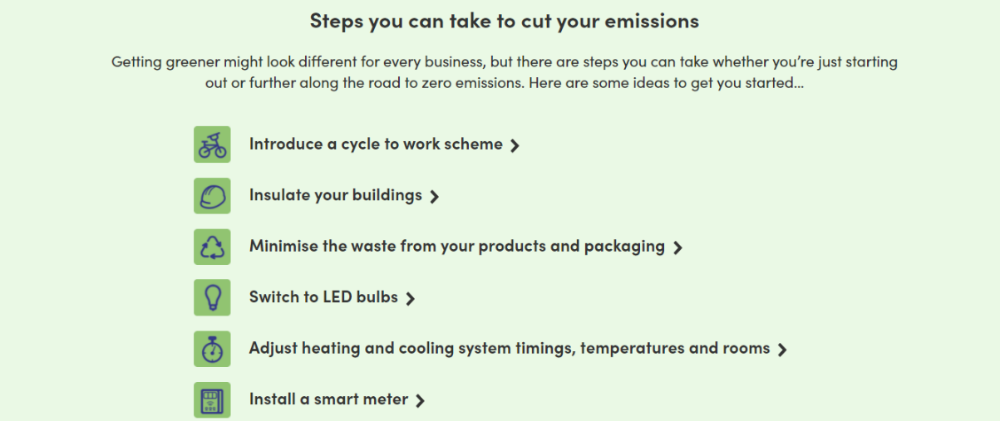 Steps you can take to cut your emissions
Getting greener might look different for every business, but there are steps you can take whether you’re just starting
out or further along the road to zero emissions. Here are some ideas to get you started...
Introduce a cycle to work scheme
Insulate your buildings
Minimise the waste from your products and packaging
Switch to LED bulbs
Adjust heating and cooling system timings, temperatures and rooms
Install a smart meter